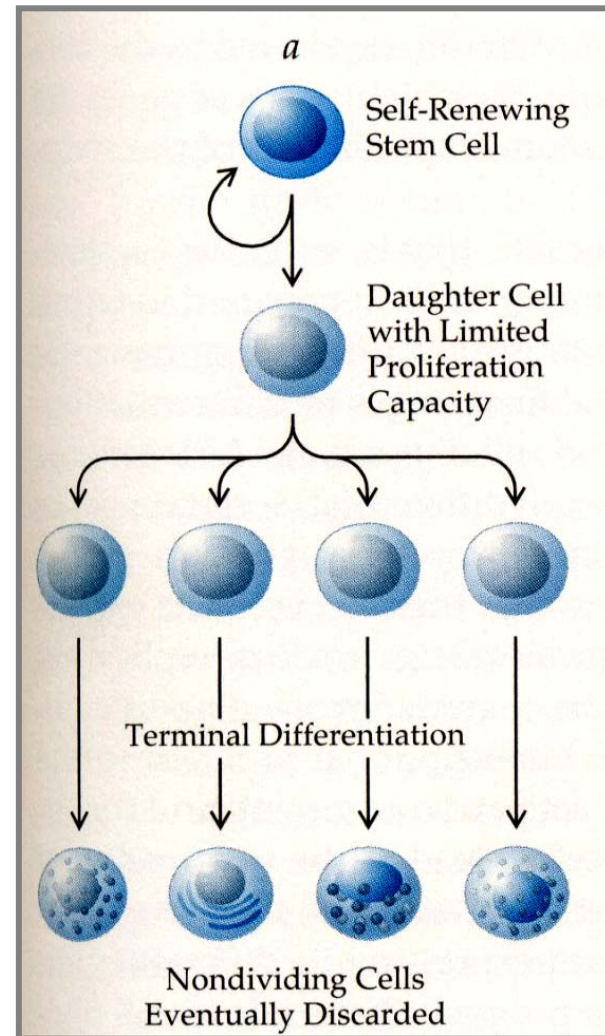 a
Self-Renewing
Stem Cell
Daughter Cell
with Limited
Proliferation
Capacity
Terminal Differentiation
Nondividing Cells
Eventually Discarded